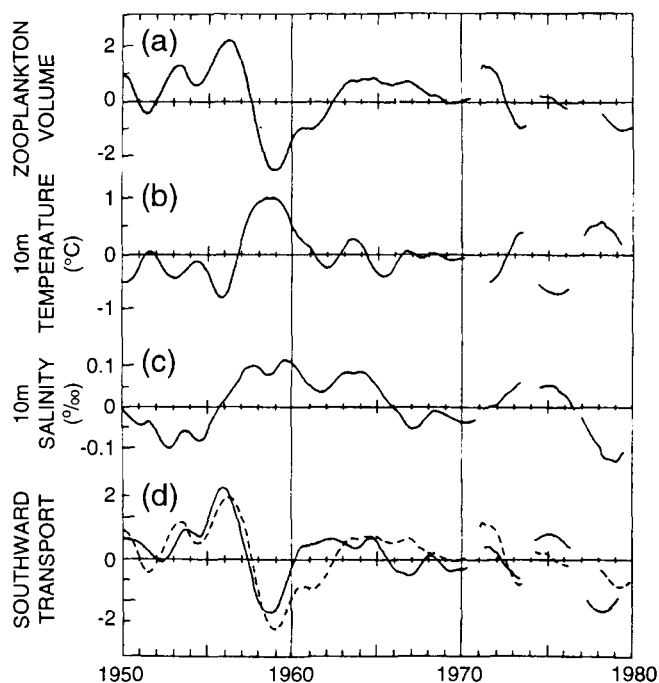 (a)
ZOOPLANKTON
VOLUME
2
0
-2
(b)
10m
TEMPERATURE
(°C)
1
0
-1
(c)
10m
SALINITY
(°/∞)
0.1
0
-0.1
(d)
SOUTHWARD
TRANSPORT
2
0
-2
1950 1960 1970 1980